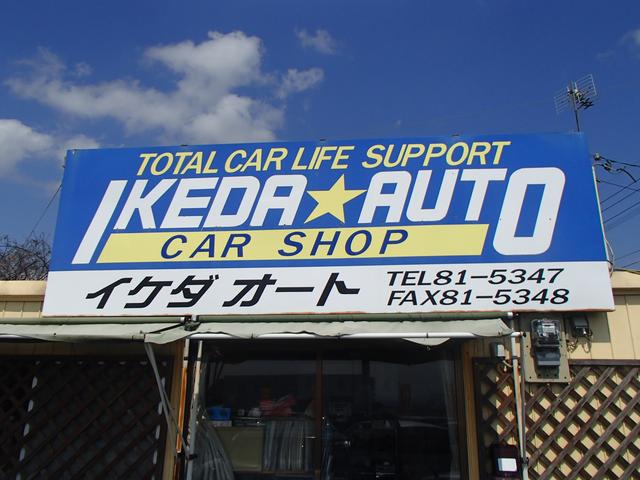 TOTAL CAR LIFE SUPPORT
IKEDA★AUTO
CAR SHOP
イケダ オート
TEL81-5347
FAX81-5348